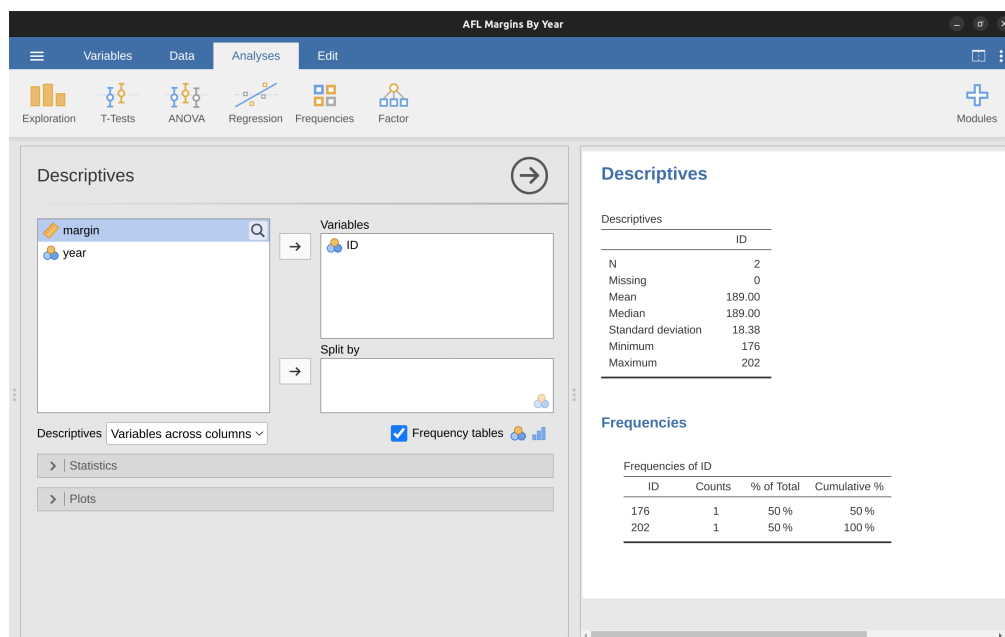 AFL Margins By Year
Variables Data Analyses Edit
Exploration T-Tests ANOVA Regression Frequencies Factor Modules
Descriptives
margin
year
Variables
ID
Split by
Descriptives Variables across columns Frequency tables
Statistics
Plots
Descriptives
Descriptives
ID
N 2
Missing 0
Mean 189.00
Median 189.00
Standard deviation 18.38
Minimum 176
Maximum 202
Frequencies
Frequencies of ID
ID Counts % of Total Cumulative %
176 1 50 % 50 %
202 1 50 % 100 %